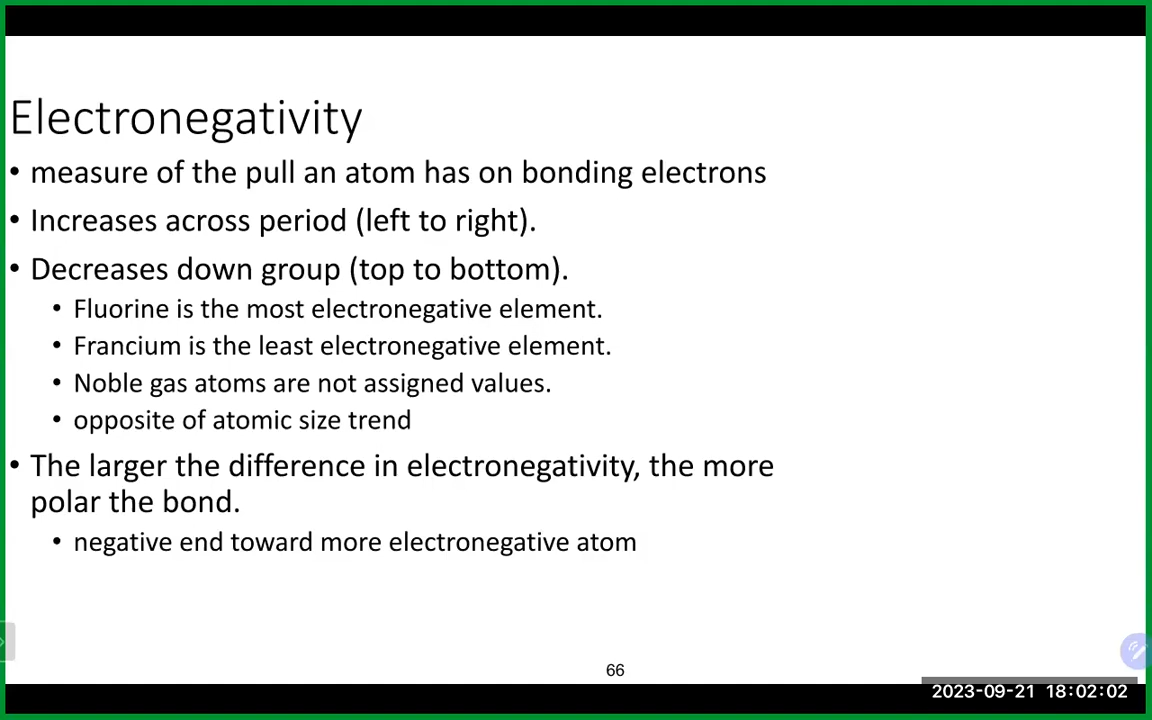 Electronegativity
• measure of the pull an atom has on bonding electrons
• Increases across period (left to right).
• Decreases down group (top to bottom).
• Fluorine is the most electronegative element.
• Francium is the least electronegative element.
• Noble gas atoms are not assigned values.
• opposite of atomic size trend
• The larger the difference in electronegativity, the more
polar the bond.
• negative end toward more electronegative atom
66
2023-09-21 18:02:02